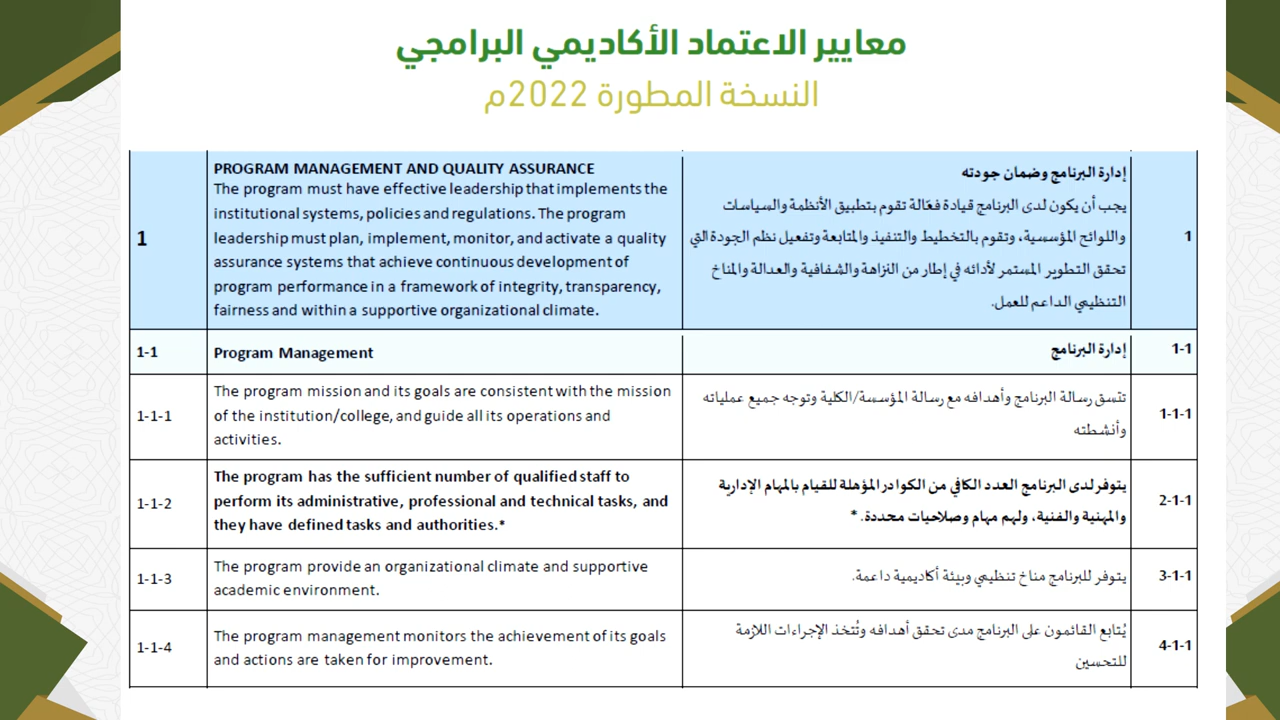 معايير الاعتماد الأكاديمي البرامجي
النسخة المطورة 2022م
1
PROGRAM MANAGEMENT AND QUALITY ASSURANCE
The program must have effective leadership that implements the
institutional systems, policies and regulations. The program
leadership must plan, implement, monitor, and activate a quality
assurance systems that achieve continuous development of
program performance in a framework of integrity, transparency,
fairness and within a supportive organizational climate.
إدارة البرنامج وضمان جودته
يجب أن يكون لدى البرنامج قيادة فعّالة تقوم بتطبيق الأنظمة والسياسات
واللوائح المؤسسية، وتقوم بالتخطيط والتنفيذ والمتابعة وتفعيل نظم الجودة التي
تحقق التطوير المستمر لأدائه في إطار من النزاهة والشفافية والعدالة والمناخ
التنظيمي الداعم للعمل.
1
1-1
Program Management
إدارة البرنامج
1-1
1-1-1
The program mission and its goals are consistent with the mission
of the institution/college, and guide all its operations and
activities.
تتسق رسالة البرنامج وأهدافه مع رسالة المؤسسة/الكلية وتوجه جميع عملياته
وأنشطته
1-1-1
1-1-2
The program has the sufficient number of qualified staff to
perform its administrative, professional and technical tasks, and
they have defined tasks and authorities.*
يتوفر لدى البرنامج العدد الكافي من الكوادر المؤهلة للقيام بالمهام الإدارية
والمهنية والفنية، ولهم مهام وصلاحيات محددة. *
2-1-1
1-1-3
The program provide an organizational climate and supportive
academic environment.
يتوفر للبرنامج مناخ تنظيمي وبيئة أكاديمية داعمة.
3-1-1
1-1-4
The program management monitors the achievement of its goals
and actions are taken for improvement.
يُتابع القائمون على البرنامج مدى تحقق أهدافه وتُتخذ الإجراءات اللازمة
للتحسين
4-1-1